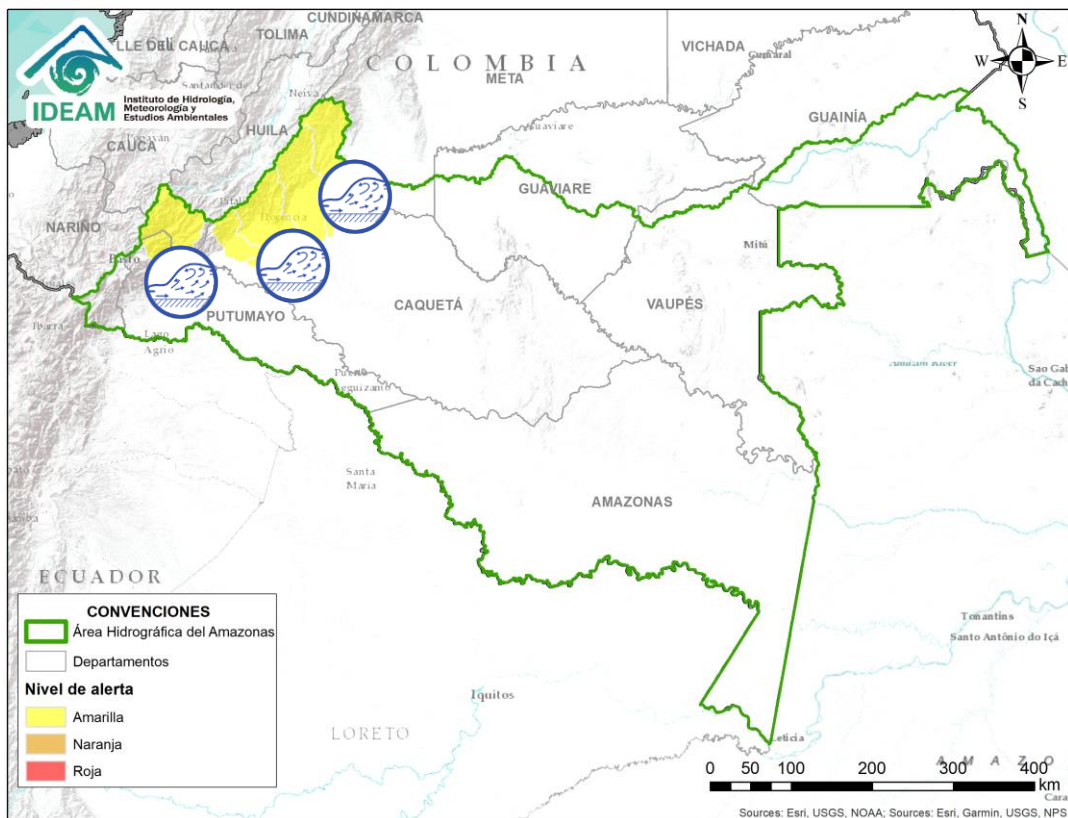 CUNDINAMARCA
TOLIMA
LLE DEL CAUCA
VICHADA
COLOMBIA
META
N
W E
S
IDEAM
Instituto de Hidrología,
Meteorología y
Estudios Ambientales
Neiva
HUILA
CAUCA
GUAINÍA
GUAVIARE
NARIÑO
Florencia
Pasto
Mitú
CAQUETÁ
VAUPÉS
PUTUMAYO
Ibarra
Lago
Agrio
Santa
Maria
AMAZONAS
ECUADOR
CONVENCIONES
Área Hidrográfica del Amazonas
Departamentos
Nivel de alerta
Amarilla
Naranja
Roja
Tonantins
Santo Antônio do Içá
Iquitos
LORETO
Leticia
AMAZO
0 50 100 200 300 400
km
Sources: Esri, USGS, NOAA; Sources: Esri, Garmin, USGS, NPS